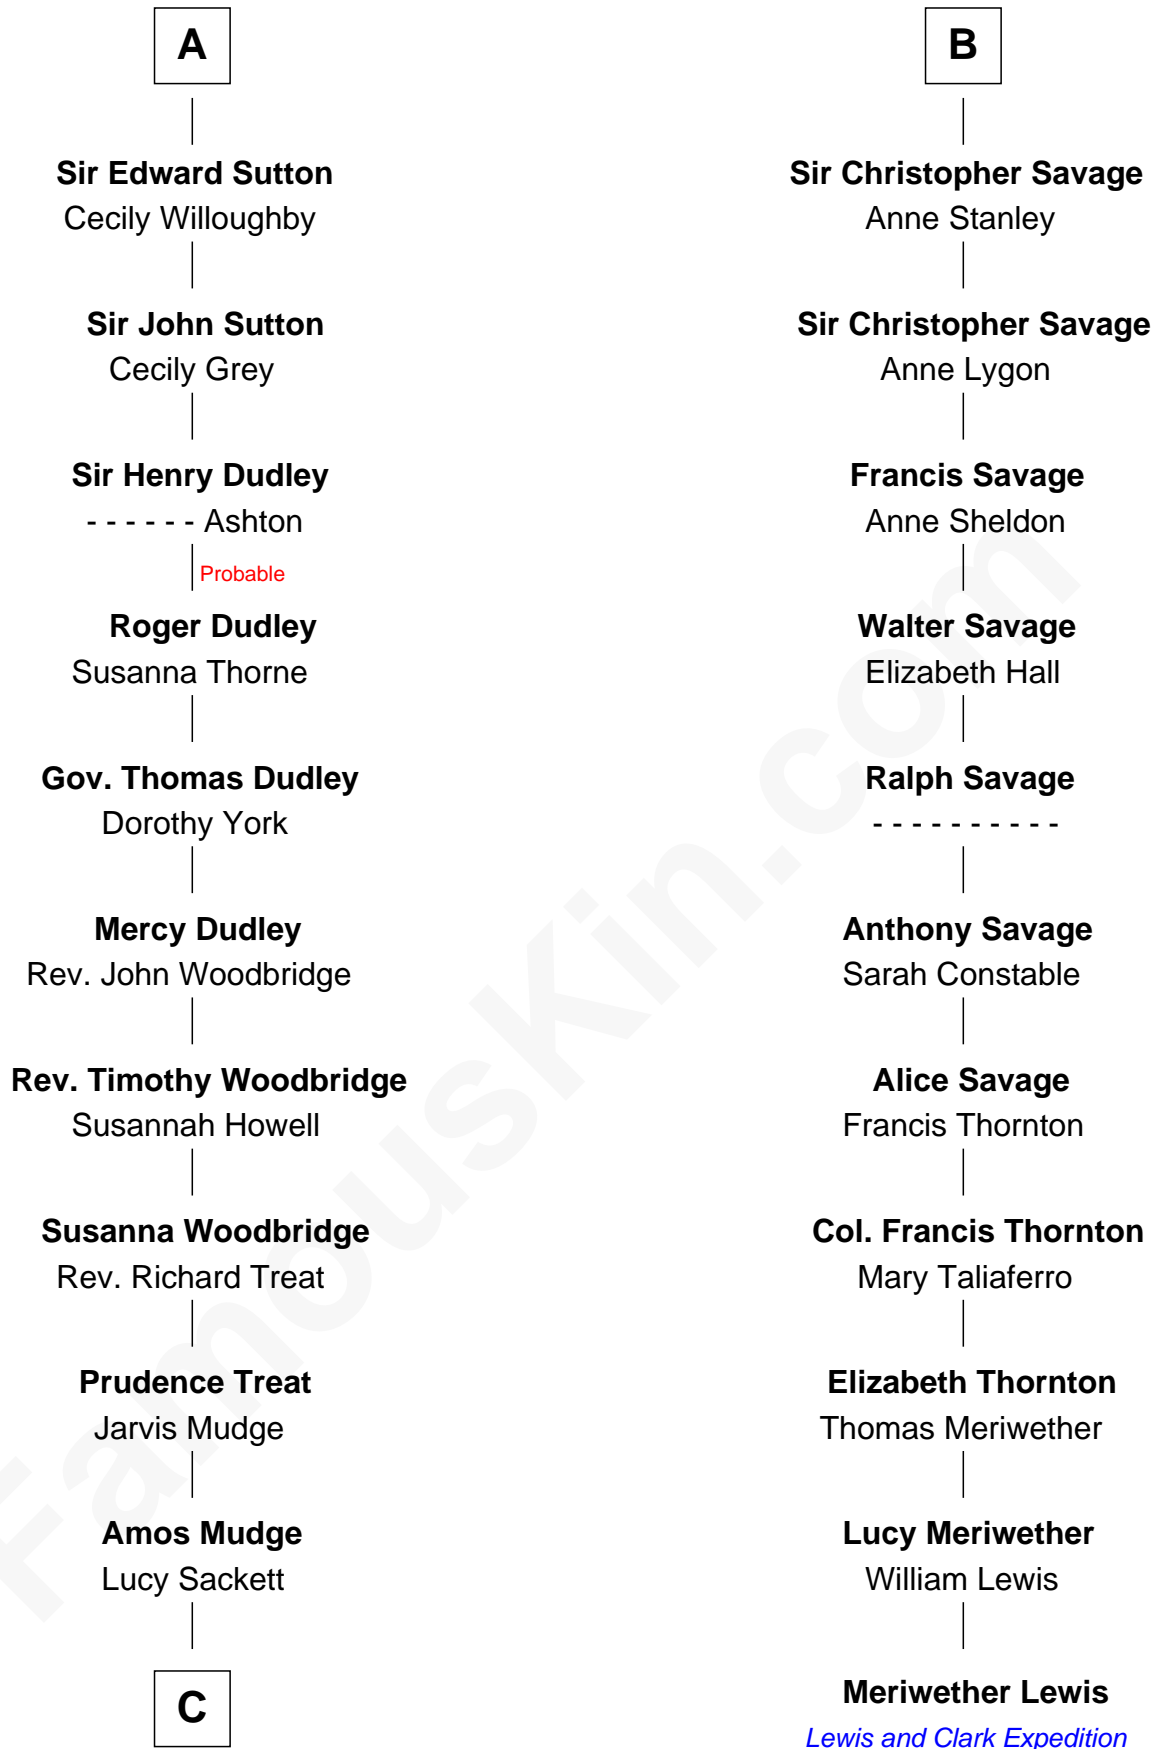 A
Sir Edward Sutton
Cecily Willoughby
Sir John Sutton
Cecily Grey
Sir Henry Dudley
- - - - - - Ashton
Probable
Roger Dudley
Susanna Thorne
Gov. Thomas Dudley
Dorothy York
Mercy Dudley
Rev. John Woodbridge
Rev. Timothy Woodbridge
Susannah Howell
Susanna Woodbridge
Rev. Richard Treat
Prudence Treat
Jarvis Mudge
Amos Mudge
Lucy Sackett
C
B
Sir Christopher Savage
Anne Stanley
Sir Christopher Savage
Anne Lygon
Francis Savage
Anne Sheldon
Walter Savage
Elizabeth Hall
Ralph Savage
- - - - - - - - - -
Anthony Savage
Sarah Constable
Alice Savage
Francis Thornton
Col. Francis Thornton
Mary Taliaferro
Elizabeth Thornton
Thomas Meriwether
Lucy Meriwether
William Lewis
Meriwether Lewis
Lewis and Clark Expedition
FamousKin.com